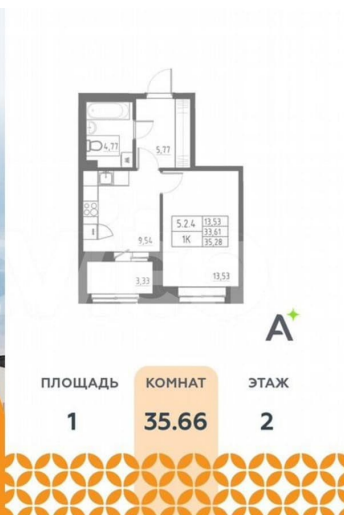 4,77
5,77
9,54
5.2.4
1К
13,53
33,61
35,28
3,33
13,53
А
ПЛОЩАДЬ
КОМНАТ
ЭТАЖ
1
35.66
2